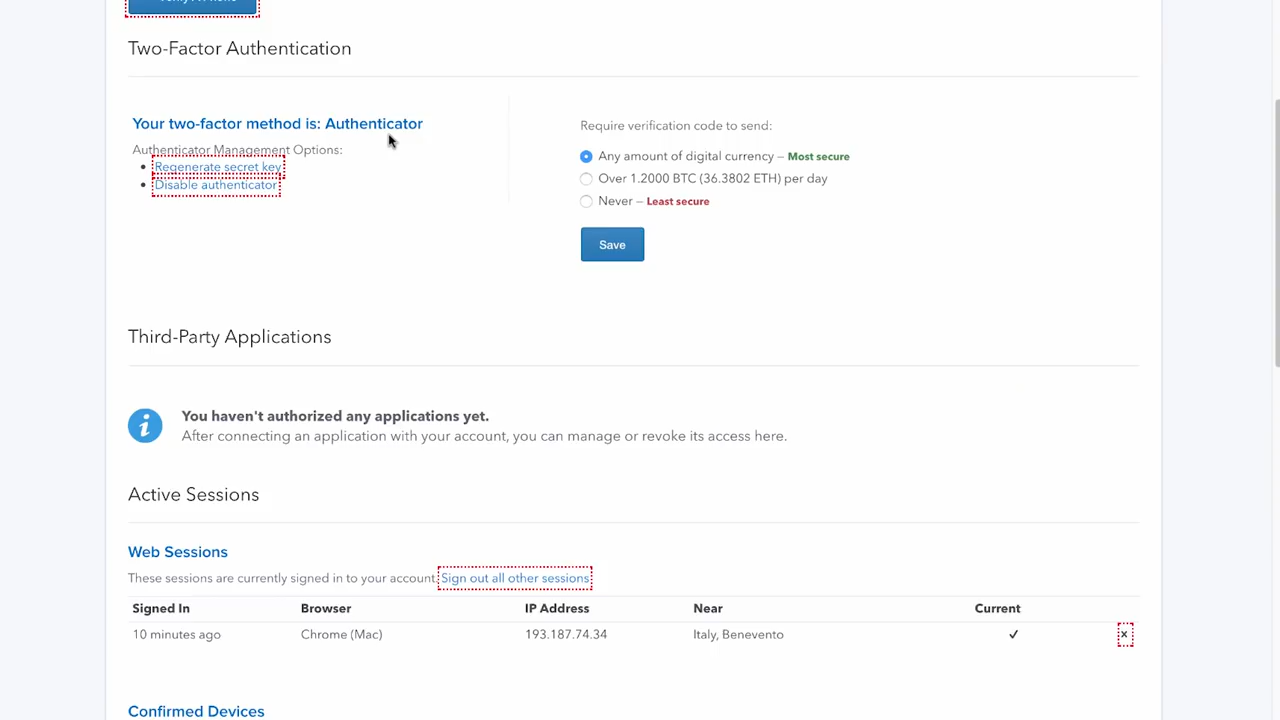 Two-Factor Authentication
Your two-factor method is: Authenticator
Authenticator Management Options:
• Regenerate secret key
• Disable authenticator
Require verification code to send:
Any amount of digital currency – Most secure
Over 1.2000 BTC (36.3802 ETH) per day
Never – Least secure
Save
Third-Party Applications
You haven't authorized any applications yet.
After connecting an application with your account, you can manage or revoke its access here.
Active Sessions
Web Sessions
These sessions are currently signed in to your account. Sign out all other sessions
Signed In Browser IP Address Near Current
10 minutes ago Chrome (Mac) 193.187.74.34 Italy, Benevento ✓ ×
Confirmed Devices